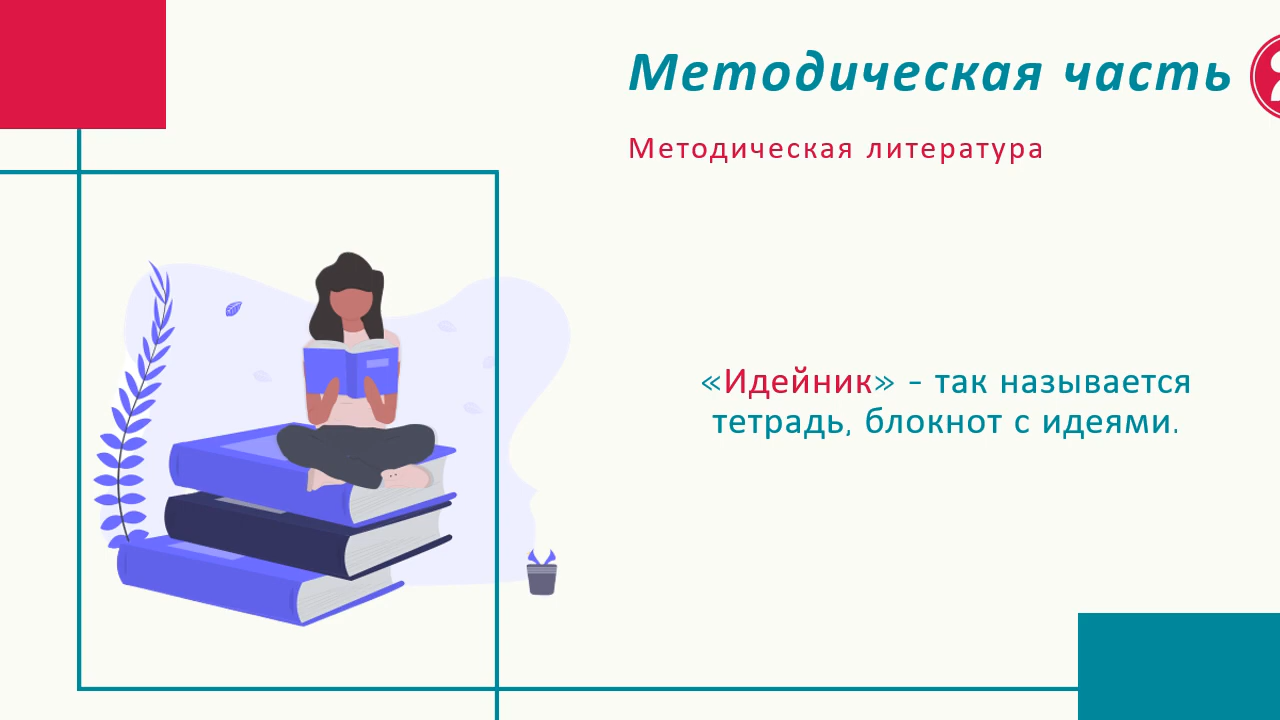 Методическая часть
Методическая литература
«Идейник» - так называется
тетрадь, блокнот с идеями.